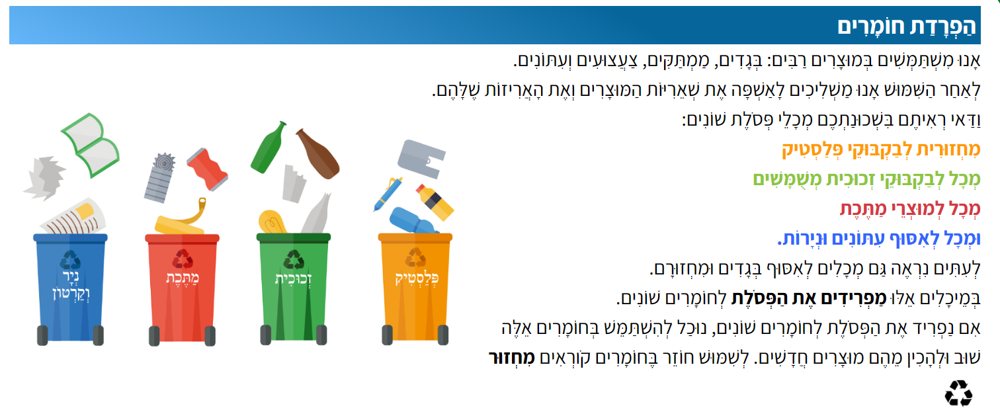 הַפְרָדַת חוֹמָרִים
אָנוּ מִשְׁתַּמְּשִׁים בְּמוּצָרִים רַבִּים: בְּגָדִים, מַמְתַּקִּים, צַעֲצוּעִים וְעִתּוֹנִים.
לְאַחַר הַשִּׁמּוּשׁ אָנוּ מַשְׁלִיכִים לָאַשְׁפָּה אֶת שְׁאֵרִיּוֹת הַמּוּצָרִים וְאֶת הָאֲרִיזוֹת שֶׁלָּהֶם.
וַדַּאי רְאִיתֶם בִּשְׁכוּנַתְכֶם מְכָלֵי פְּסֹלֶת שׁוֹנִים:
מִחְזוּרִית לְבַקְבּוּקֵי פְּלַסְטִיק
מְכָל לְבַקְבּוּקֵי זְכוּכִית מְשֻׁמָּשִׁים
מְכָל לְמוּצְרֵי מַתֶּכֶת
וּמְכָל לְאִסּוּף עִתּוֹנִים וּנְיָרוֹת.
לְעִתִּים נִרְאֶה גַּם מְכָלִים לְאִסּוּף בְּגָדִים וּמִחְזוּרָם.
בְּמֵיכָלִים אֵלּוּ מַפְרִידִים אֶת הַפְּסֹלֶת לְחוֹמָרִים שׁוֹנִים.
אִם נַפְרִיד אֶת הַפְּסֹלֶת לְחוֹמָרִים שׁוֹנִים, נוּכַל לְהִשְׁתַּמֵּשׁ בְּחוֹמָרִים אֵלֶּה
שׁוּב וּלְהָכִין מֵהֶם מוּצָרִים חֲדָשִׁים. לְשִׁמּוּשׁ חוֹזֵר בֶּחוֹמָרִים קוֹרְאִים מִחְזוּר
פְּלַסְטִיק
זְכוּכִית
מַתֶּכֶת
נְיָר
וְקַרְטוֹן